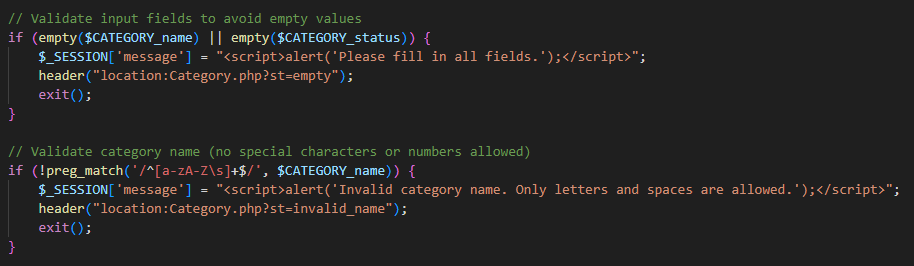 // Validate input fields to avoid empty values
if (empty($CATEGORY_name) || empty($CATEGORY_status)) {
    $_SESSION['message'] = "<script>alert('Please fill in all fields.');</script>";
    header("location:Category.php?st=empty");
    exit();
}

// Validate category name (no special characters or numbers allowed)
if (!preg_match('/^[a-zA-Z\s]+$/', $CATEGORY_name)) {
    $_SESSION['message'] = "<script>alert('Invalid category name. Only letters and spaces are allowed.');</script>";
    header("location:Category.php?st=invalid_name");
    exit();
}